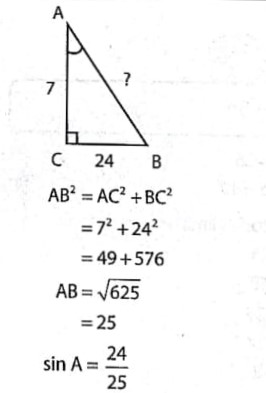 A
7 ?
C 24 B
AB² = AC² + BC²
= 7² + 24²
= 49 + 576
AB = √625
= 25
sin A = 24/25